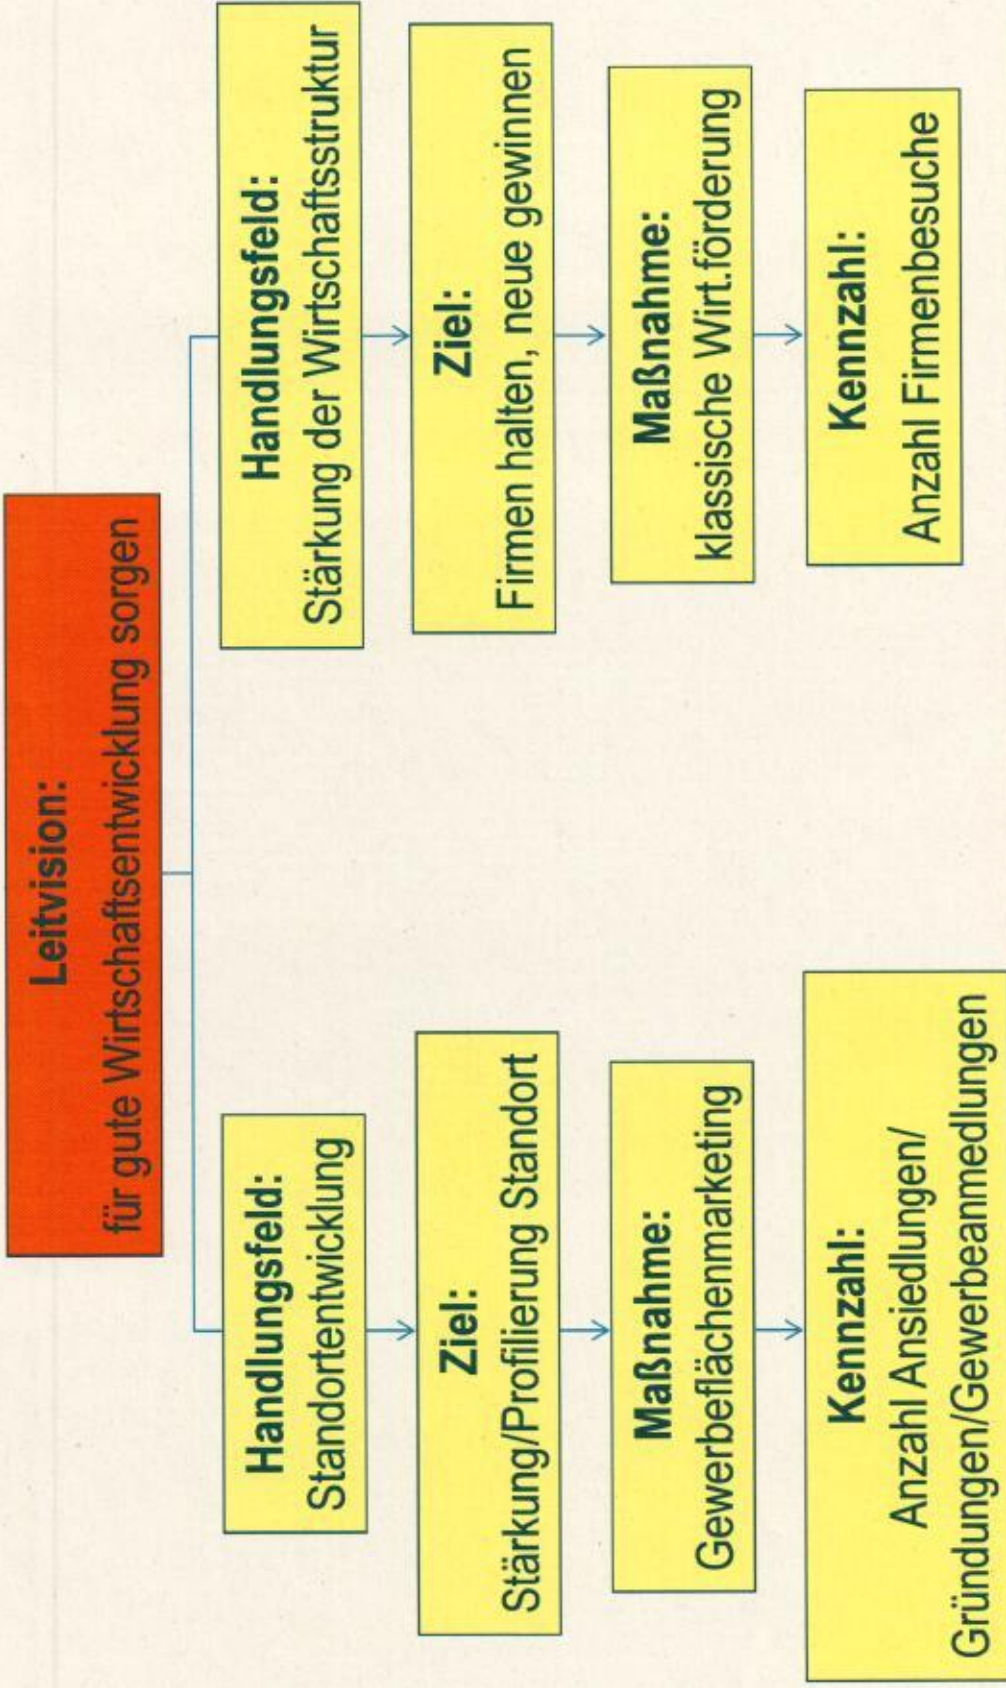 Leitvision:
für gute Wirtschaftsentwicklung sorgen
Handlungsfeld:
Standortentwicklung
Ziel:
Stärkung/Profilierung Standort
Maßnahme:
Gewerbeflächenmarketing
Kennzahl:
Anzahl Ansiedlungen/
Gründungen/Gewerbeanmedlungen
Handlungsfeld:
Stärkung der Wirtschaftsstruktur
Ziel:
Firmen halten, neue gewinnen
Maßnahme:
klassische Wirt.förderung
Kennzahl:
Anzahl Firmenbesuche